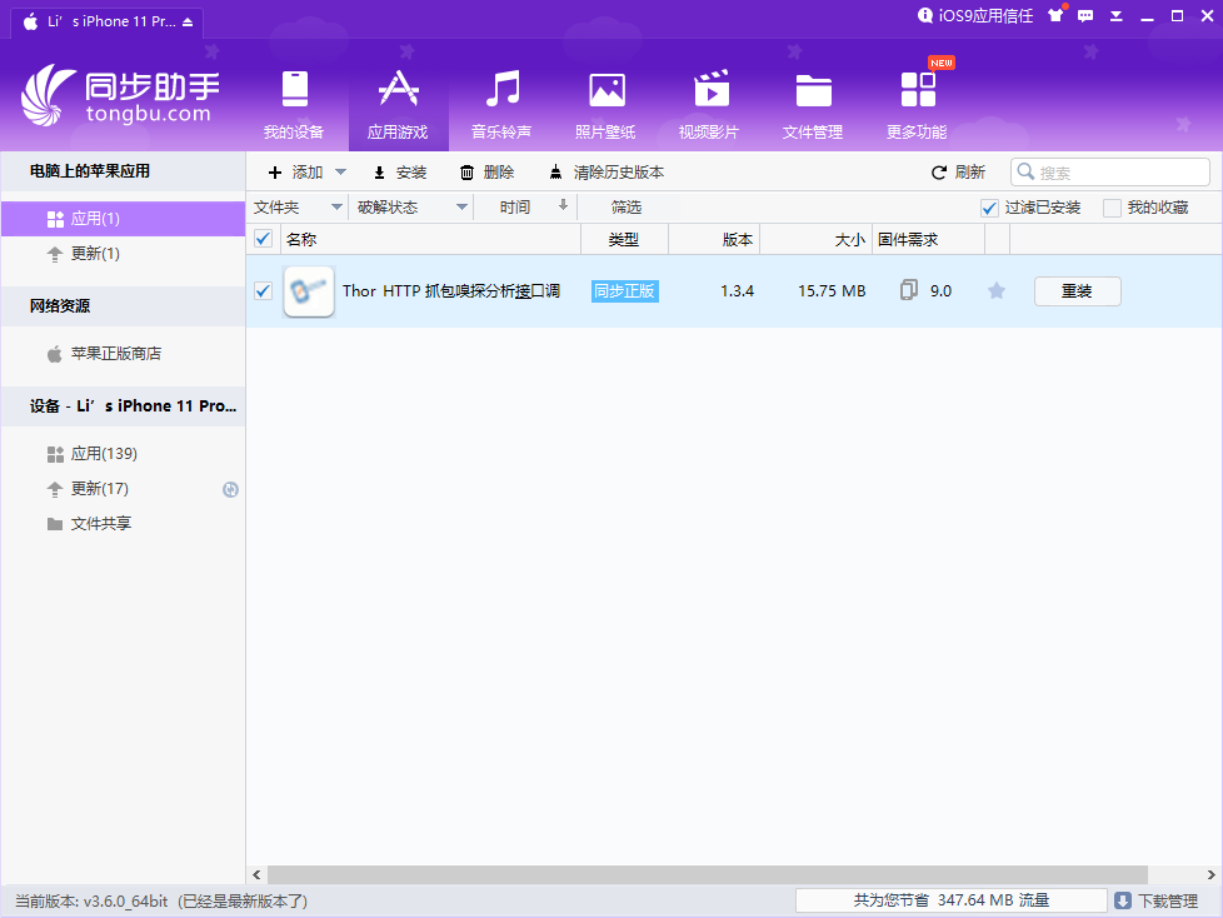 Li’s iPhone 11 Pr...
iOS9应用信任
同步助手
tongbu.com
我的设备
应用游戏
音乐铃声
照片壁纸
视频影片
文件管理
NEW
更多功能
电脑上的苹果应用
应用(1)
更新(1)
网络资源
苹果正版商店
设备 - Li’s iPhone 11 Pro...
应用(139)
更新(17)
文件共享
添加 安装 删除 清除历史版本 刷新 搜索
文件夹 破解状态 时间 筛选 过滤已安装 我的收藏
名称 类型 版本 大小 固件需求
Thor HTTP 抓包嗅探分析接口调 同步正版 1.3.4 15.75 MB 9.0 重装
当前版本: v3.6.0_64bit (已经是最新版本了) 共为您节省 347.64 MB 流量 下载管理